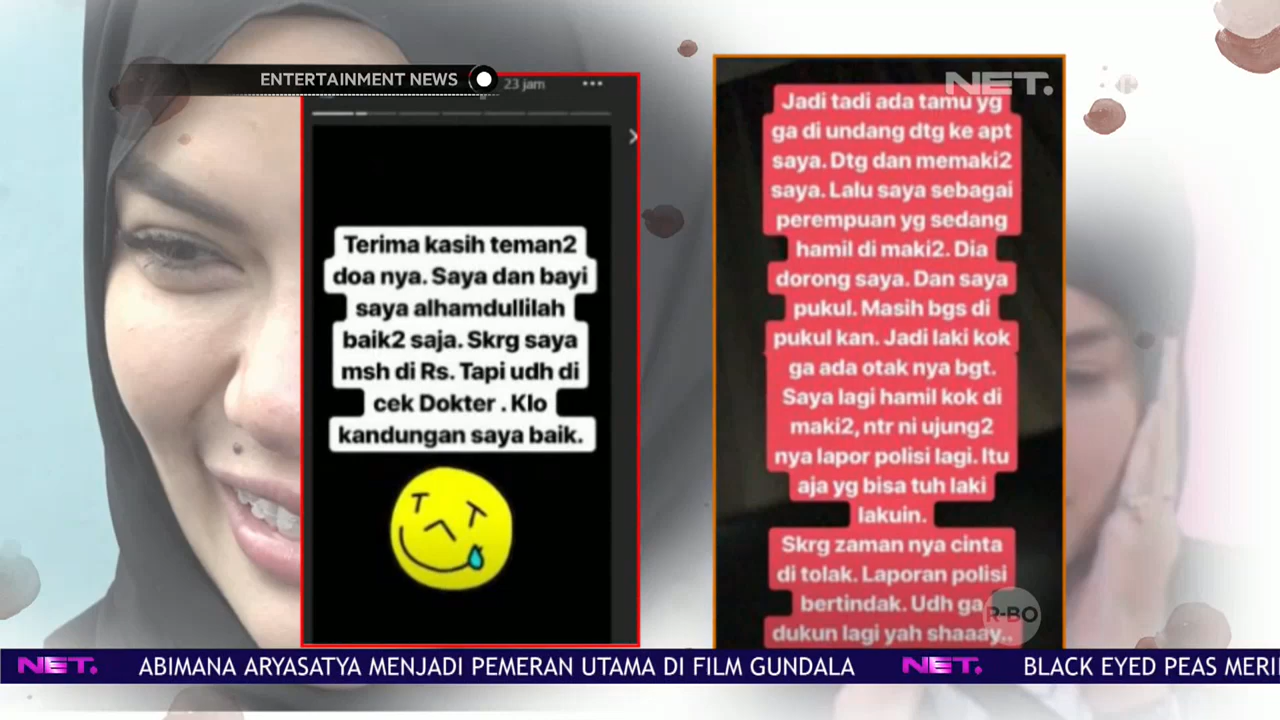 ENTERTAINMENT NEWS
23 jam
Terima kasih teman2
doa nya. Saya dan bayi
saya alhamdullilah
baik2 saja. Skrg saya
msh di Rs. Tapi udh di
cek Dokter . Klo
kandungan saya baik.
NET.
Jadi tadi ada tamu yg
ga di undang dtg ke apt
saya. Dtg dan memaki2
saya. Lalu saya sebagai
perempuan yg sedang
hamil di maki2. Dia
dorong saya. Dan saya
pukul. Masih bgs di
pukul kan. Jadi laki kok
ga ada otak nya bgt.
Saya lagi hamil kok di
maki2, ntr ni ujung2
nya lapor polisi lagi. Itu
aja yg bisa tuh laki
lakuin.
Skrg zaman nya cinta
di tolak. Laporan polisi
bertindak. Udh ga
dukun lagi yah shaaay..
R-BO
NET. ABIMANA ARYASATYA MENJADI PEMERAN UTAMA DI FILM GUNDALA NET. BLACK EYED PEAS MERI